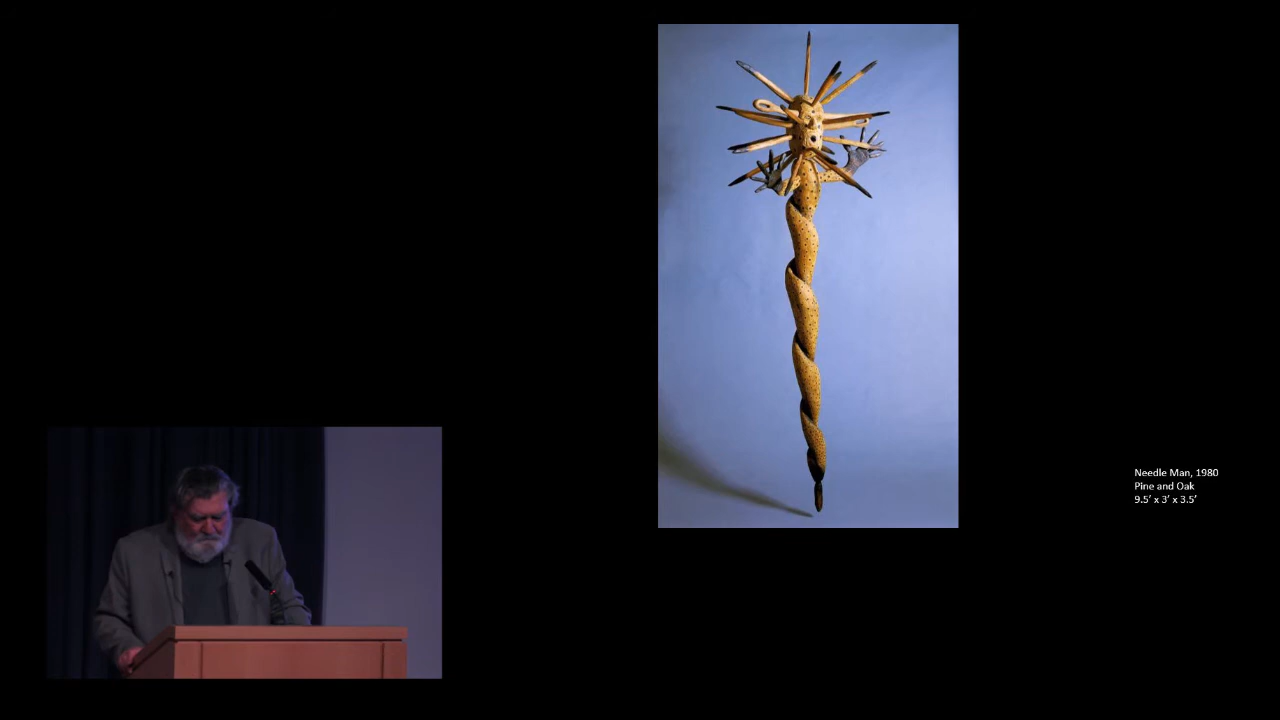 Needle Man, 1980
Pine and Oak
9.5' x 3' x 3.5'